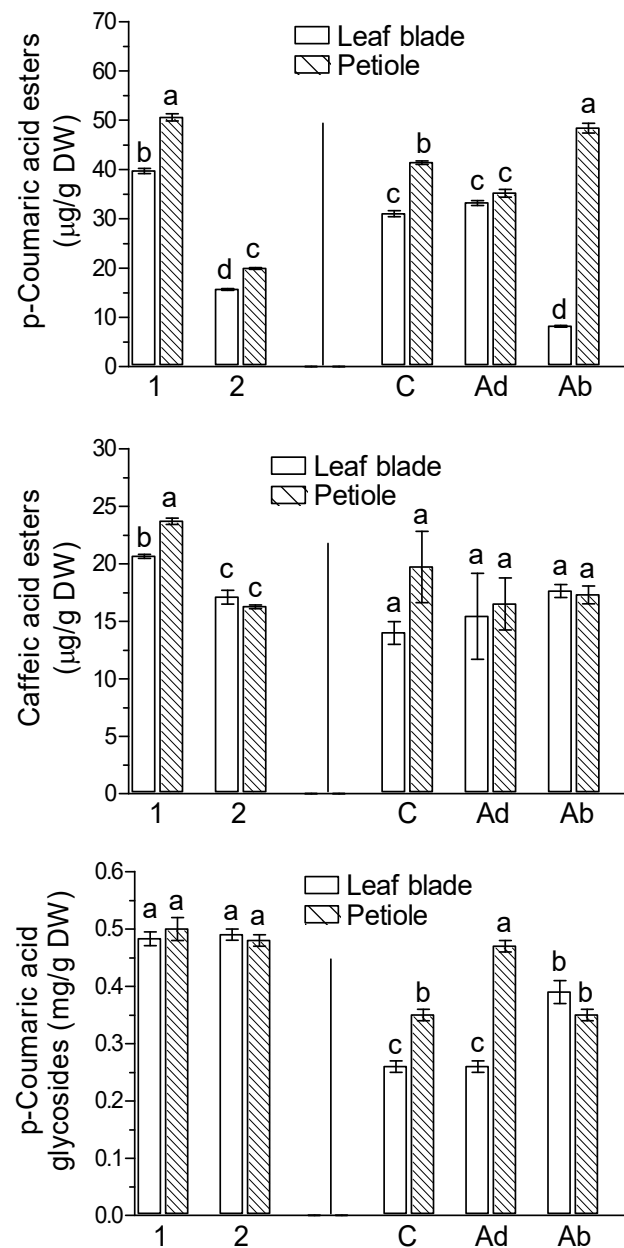 p-Coumaric acid esters
(μg/g DW)
70
60
50
40
30
20
10
0
Leaf blade
Petiole
b
a
d
c
c
b
c
c
d
a
1
2
C
Ad
Ab
Caffeic acid esters
(μg/g DW)
30
25
20
15
10
5
0
Leaf blade
Petiole
b
a
c
c
a
a
a
a
a
a
1
2
C
Ad
Ab
p-Coumaric acid
glycosides (mg/g DW)
0.6
0.5
0.4
0.3
0.2
0.1
0.0
Leaf blade
Petiole
a
a
a
a
c
b
c
a
b
b
1
2
C
Ad
Ab